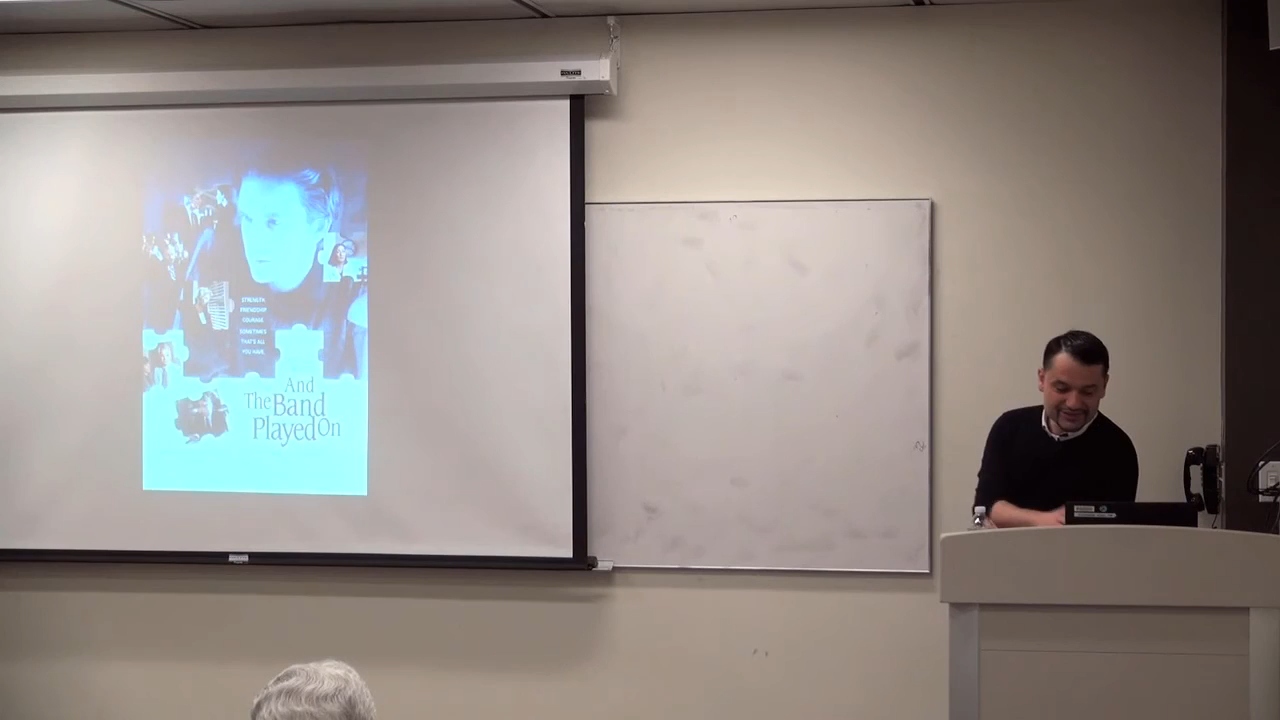 STRENGTH.
FRIENDSHIP.
COURAGE.
SOMETIMES
THAT'S ALL
YOU HAVE.
And
The Band
Played On